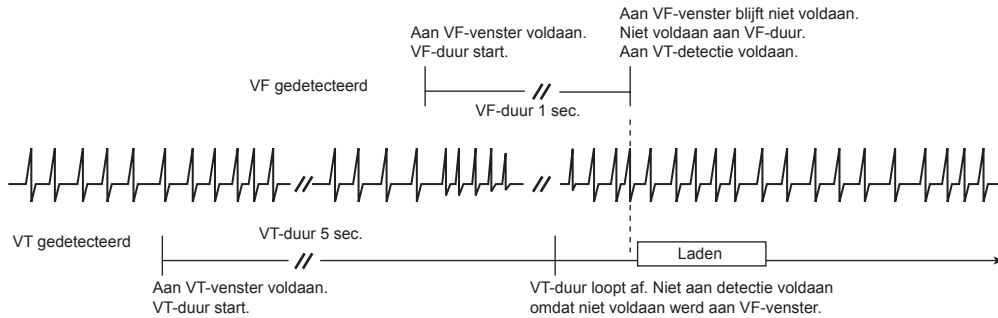 Aan VF-venster voldaan.
VF-duur start.
Aan VF-venster blijft niet voldaan.
Niet voldaan aan VF-duur.
Aan VT-detectie voldaan.
VF gedetecteerd
VF-duur 1 sec.
VT gedetecteerd
VT-duur 5 sec.
Laden
Aan VT-venster voldaan.
VT-duur start.
VT-duur loopt af. Niet aan detectie voldaan
omdat niet voldaan werd aan VF-venster.